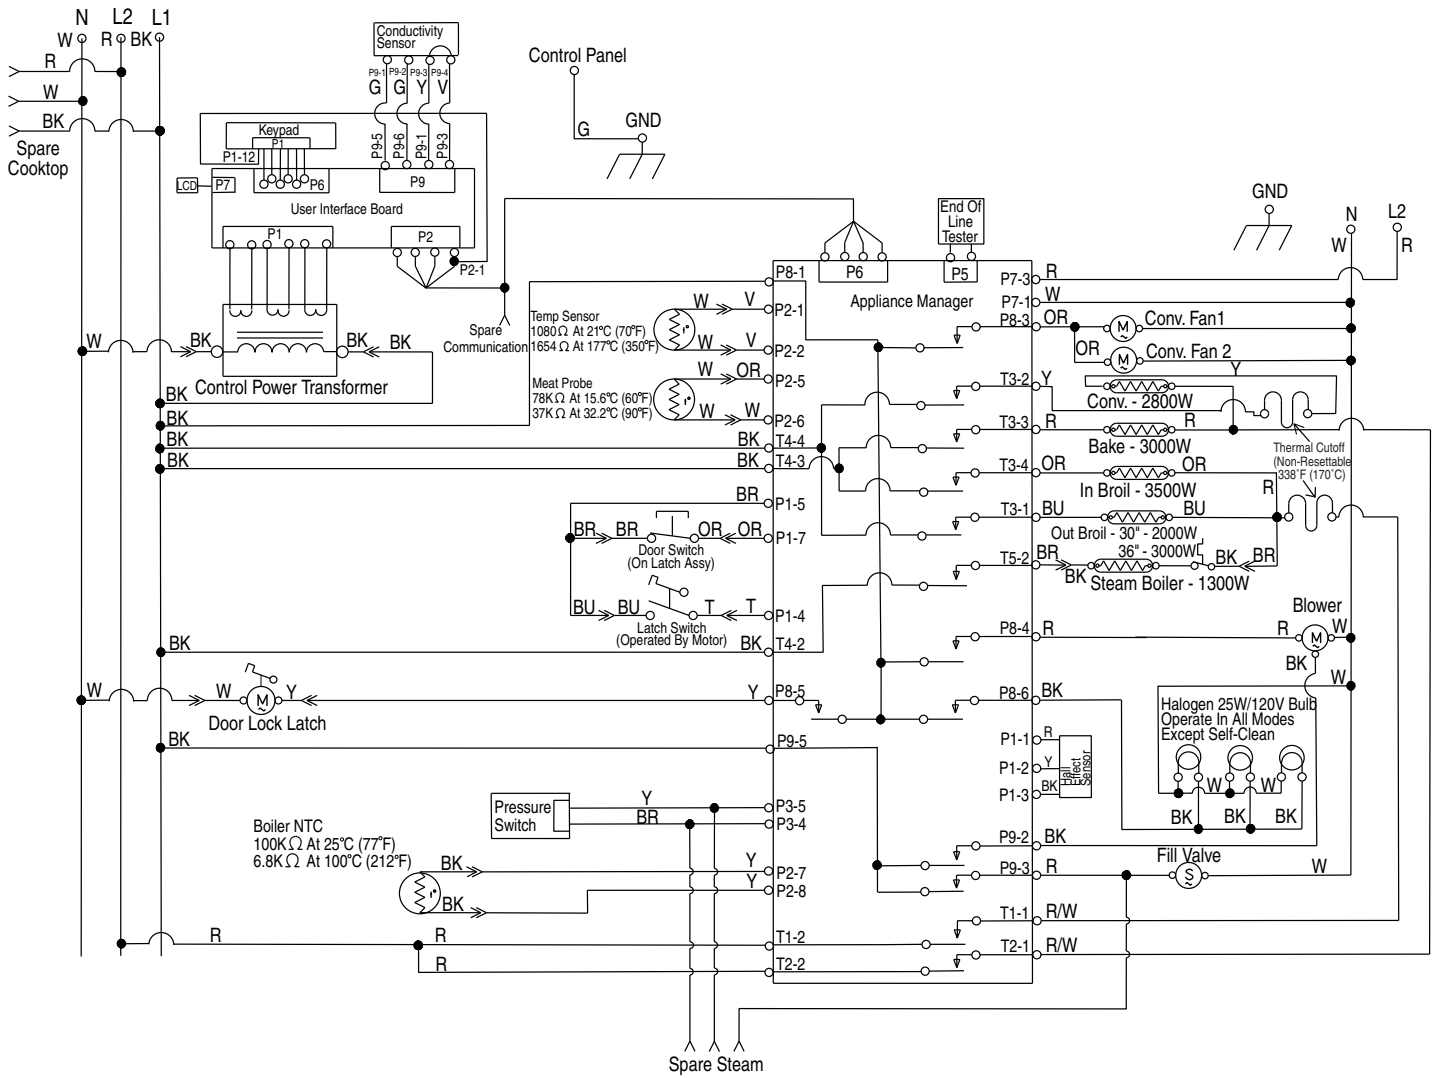 N L2 L1
W R BK
R
W
BK
Spare
Cooktop
Conductivity
Sensor
P9-1 P9-2 P9-3 P9-4
G G Y V
P9-5 P9-6 P9-1 P9-3
P9
Keypad
P1
P1-12
LCD P7
P6
User Interface Board
P1
P2
P2-1
Control Panel
G
GND
Spare
Communication
W BK BK BK
Control Power Transformer
BK
BK
BK
BK
Temp Sensor
1080Ω At 21°C (70°F)
1654 Ω At 177°C (350°F)
W V
W V
Meat Probe
78KΩ At 15.6°C (60°F)
37KΩ At 32.2°C (90°F)
W OR
W W
BK
BK
BR
BR BR OR OR
Door Switch
(On Latch Assy)
BU BU T T
Latch Switch
(Operated By Motor)
BK BK
W W M Y Y
Door Lock Latch
BK
Pressure
Switch
Y
BR
Boiler NTC
100KΩ At 25°C (77°F)
6.8KΩ At 100°C (212°F)
BK Y
BK Y
R R
R
Spare Steam
End Of
Line
Tester
P6 P5
Appliance Manager
P8-1
P2-1
P2-2
P2-5
P2-6
T4-4
T4-3
P1-5
P1-7
P1-4
T4-2
P8-5
P9-5
P3-5
P3-4
P2-7
P2-8
T1-2
T2-2
P7-3 R
P7-1 W
P8-3 OR
T3-2 Y
T3-3 R
T3-4 OR
T3-1 BU
T5-2 BR
P8-4 R
P8-6 BK
P1-1 R
P1-2 Y
P1-3 BK
Hall
Effect
Sensor
P9-2 BK
P9-3 R
T1-1 R/W
T2-1 R/W
GND
N L2
W R
M Conv. Fan1
OR M Conv. Fan 2
Y
Conv. - 2800W
R
Bake - 3000W
Thermal Cutoff
(Non-Resettable
338°F (170°C)
OR
In Broil - 3500W
R
BU
Out Broil - 30" - 2000W
36" - 3000W
BK BK BR
Steam Boiler - 1300W
Blower
R M W
BK
W
Halogen 25W/120V Bulb
Operate In All Modes
Except Self-Clean
W W
BK BK BK
Fill Valve
S W